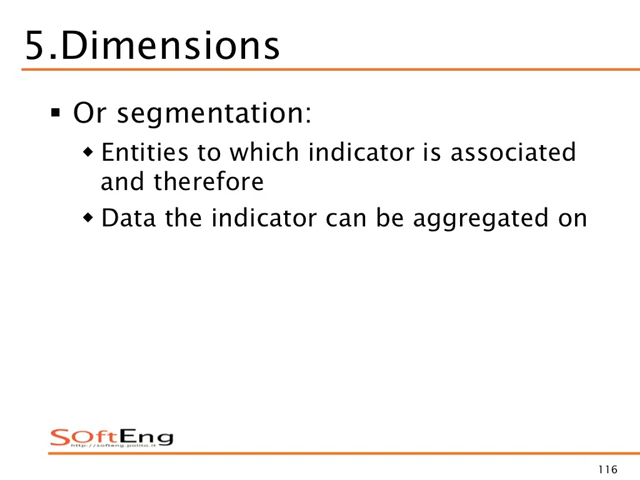 5.Dimensions
▪ Or segmentation:
◆ Entities to which indicator is associated
and therefore
◆ Data the indicator can be aggregated on
SOftEng
http://softeng.polito.it
116